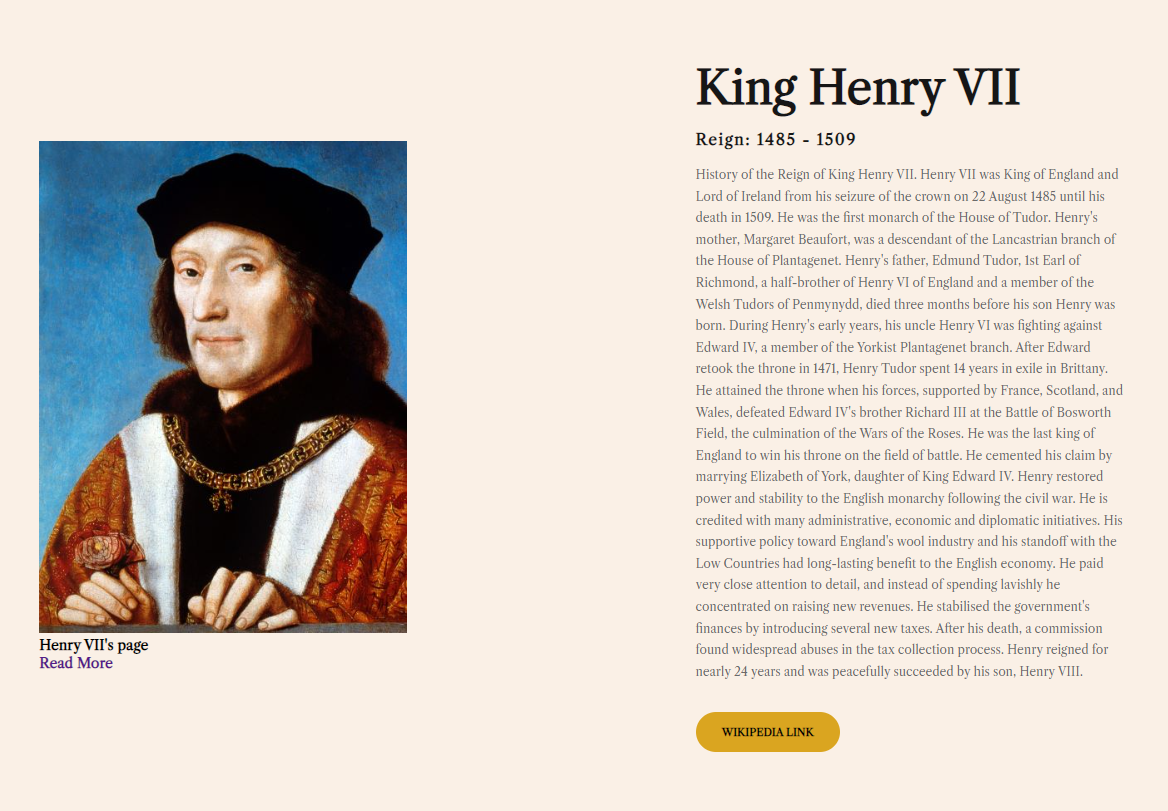 King Henry VII
Reign: 1485 - 1509
History of the Reign of King Henry VII. Henry VII was King of England and
Lord of Ireland from his seizure of the crown on 22 August 1485 until his
death in 1509. He was the first monarch of the House of Tudor. Henry's
mother, Margaret Beaufort, was a descendant of the Lancastrian branch of
the House of Plantagenet. Henry's father, Edmund Tudor, 1st Earl of
Richmond, a half-brother of Henry VI of England and a member of the
Welsh Tudors of Penmynydd, died three months before his son Henry was
born. During Henry's early years, his uncle Henry VI was fighting against
Edward IV, a member of the Yorkist Plantagenet branch. After Edward
retook the throne in 1471, Henry Tudor spent 14 years in exile in Brittany.
He attained the throne when his forces, supported by France, Scotland, and
Wales, defeated Edward IV's brother Richard III at the Battle of Bosworth
Field, the culmination of the Wars of the Roses. He was the last king of
England to win his throne on the field of battle. He cemented his claim by
marrying Elizabeth of York, daughter of King Edward IV. Henry restored
power and stability to the English monarchy following the civil war. He is
credited with many administrative, economic and diplomatic initiatives. His
supportive policy toward England's wool industry and his standoff with the
Low Countries had long-lasting benefit to the English economy. He paid
very close attention to detail, and instead of spending lavishly he
concentrated on raising new revenues. He stabilised the government's
finances by introducing several new taxes. After his death, a commission
found widespread abuses in the tax collection process. Henry reigned for
nearly 24 years and was peacefully succeeded by his son, Henry VIII.
WIKIPEDIA LINK
Henry VII's page
Read More